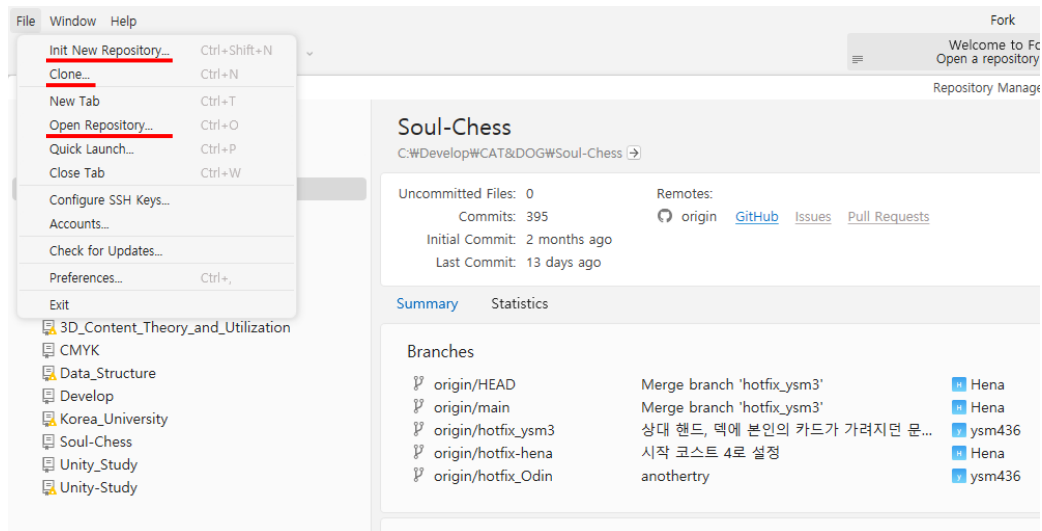 File Window Help
Fork
Init New Repository... Ctrl+Shift+N
Clone... Ctrl+N
New Tab Ctrl+T
Open Repository... Ctrl+O
Quick Launch... Ctrl+P
Close Tab Ctrl+W
Configure SSH Keys...
Accounts...
Check for Updates...
Preferences... Ctrl+,
Exit
3D_Content_Theory_and_Utilization
CMYK
Data_Structure
Develop
Korea_University
Soul-Chess
Unity_Study
Unity-Study
Welcome to Fo
Open a repository
Repository Manage
Soul-Chess
C:₩Develop₩CAT&DOG₩Soul-Chess
Uncommitted Files: 0
Commits: 395
Initial Commit: 2 months ago
Last Commit: 13 days ago
Remotes:
origin GitHub Issues Pull Requests
Summary Statistics
Branches
origin/HEAD Merge branch 'hotfix_ysm3' H Hena
origin/main Merge branch 'hotfix_ysm3' H Hena
origin/hotfix_ysm3 상대 핸드, 덱에 본인의 카드가 가려지던 문... y ysm436
origin/hotfix-hena 시작 코스트 4로 설정 H Hena
origin/hotfix_Odin anothertry y ysm436